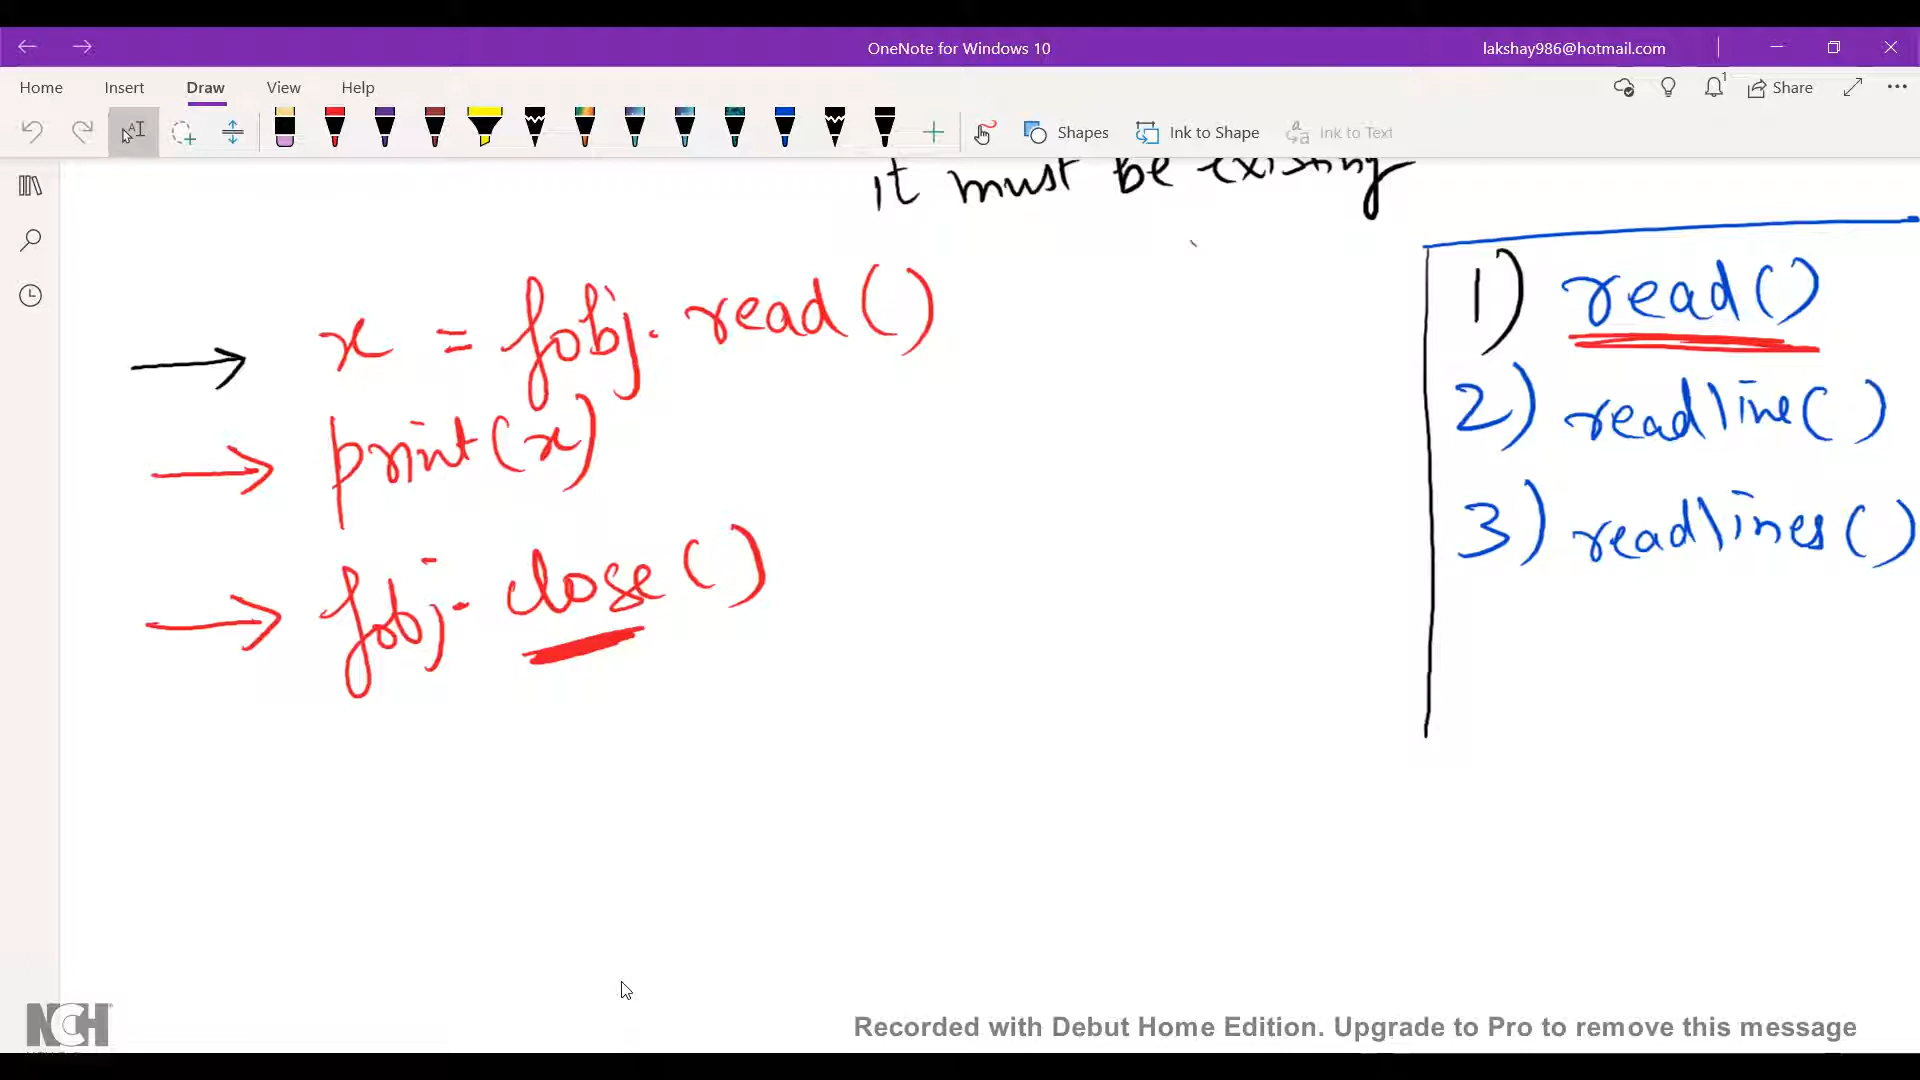 OneNote for Windows 10
lakshay986@hotmail.com
Home Insert Draw View Help
1
Share
Shapes
Ink to Shape
Ink to Text
it must be existing
x = fobj. read()
print(x)
fobj. close()
1) read()
2) readline()
3) readlines()
NCH
Recorded with Debut Home Edition. Upgrade to Pro to remove this message